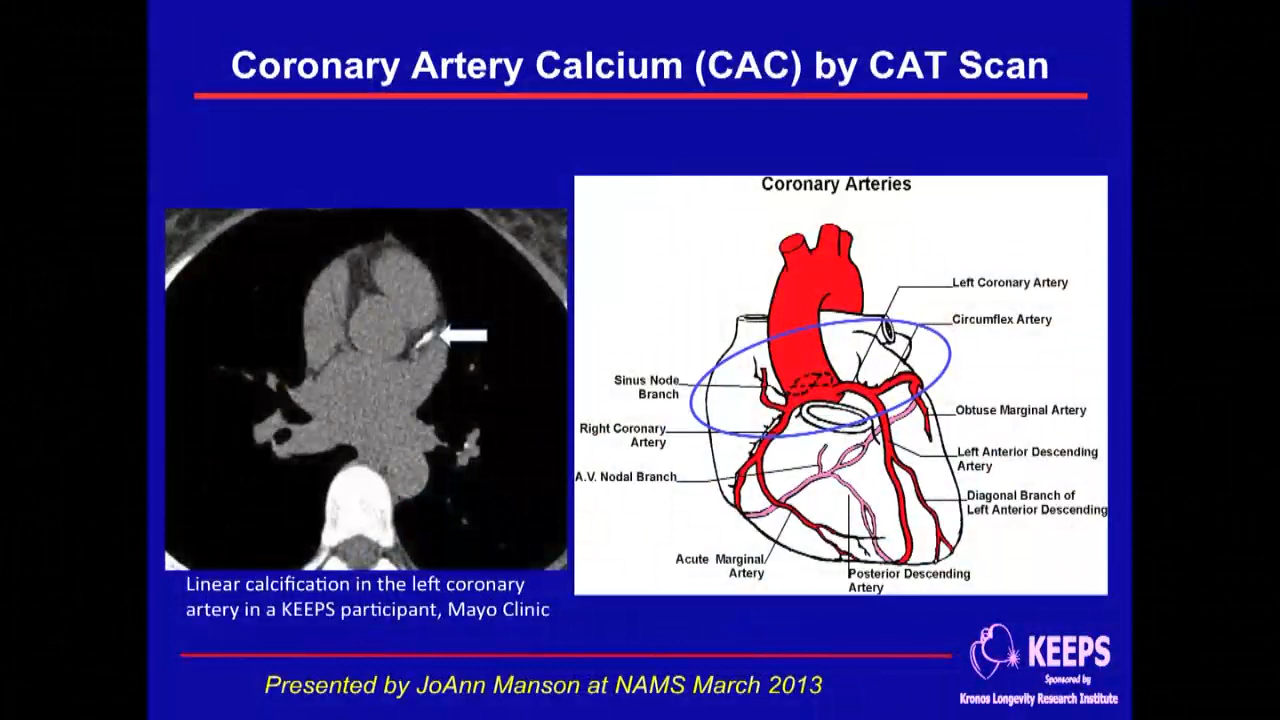 Coronary Artery Calcium (CAC) by CAT Scan
Coronary Arteries
Left Coronary Artery
Circumflex Artery
Sinus Node
Branch
Obtuse Marginal Artery
Right Coronary
Artery
Left Anterior Descending
Artery
A.V. Nodal Branch
Diagonal Branch of
Left Anterior Descending
Acute Marginal
Artery
Posterior Descending
Artery
Linear calcification in the left coronary
artery in a KEEPS participant, Mayo Clinic
KEEPS
Sponsored by
Kronos Longevity Research Institute
Presented by JoAnn Manson at NAMS March 2013